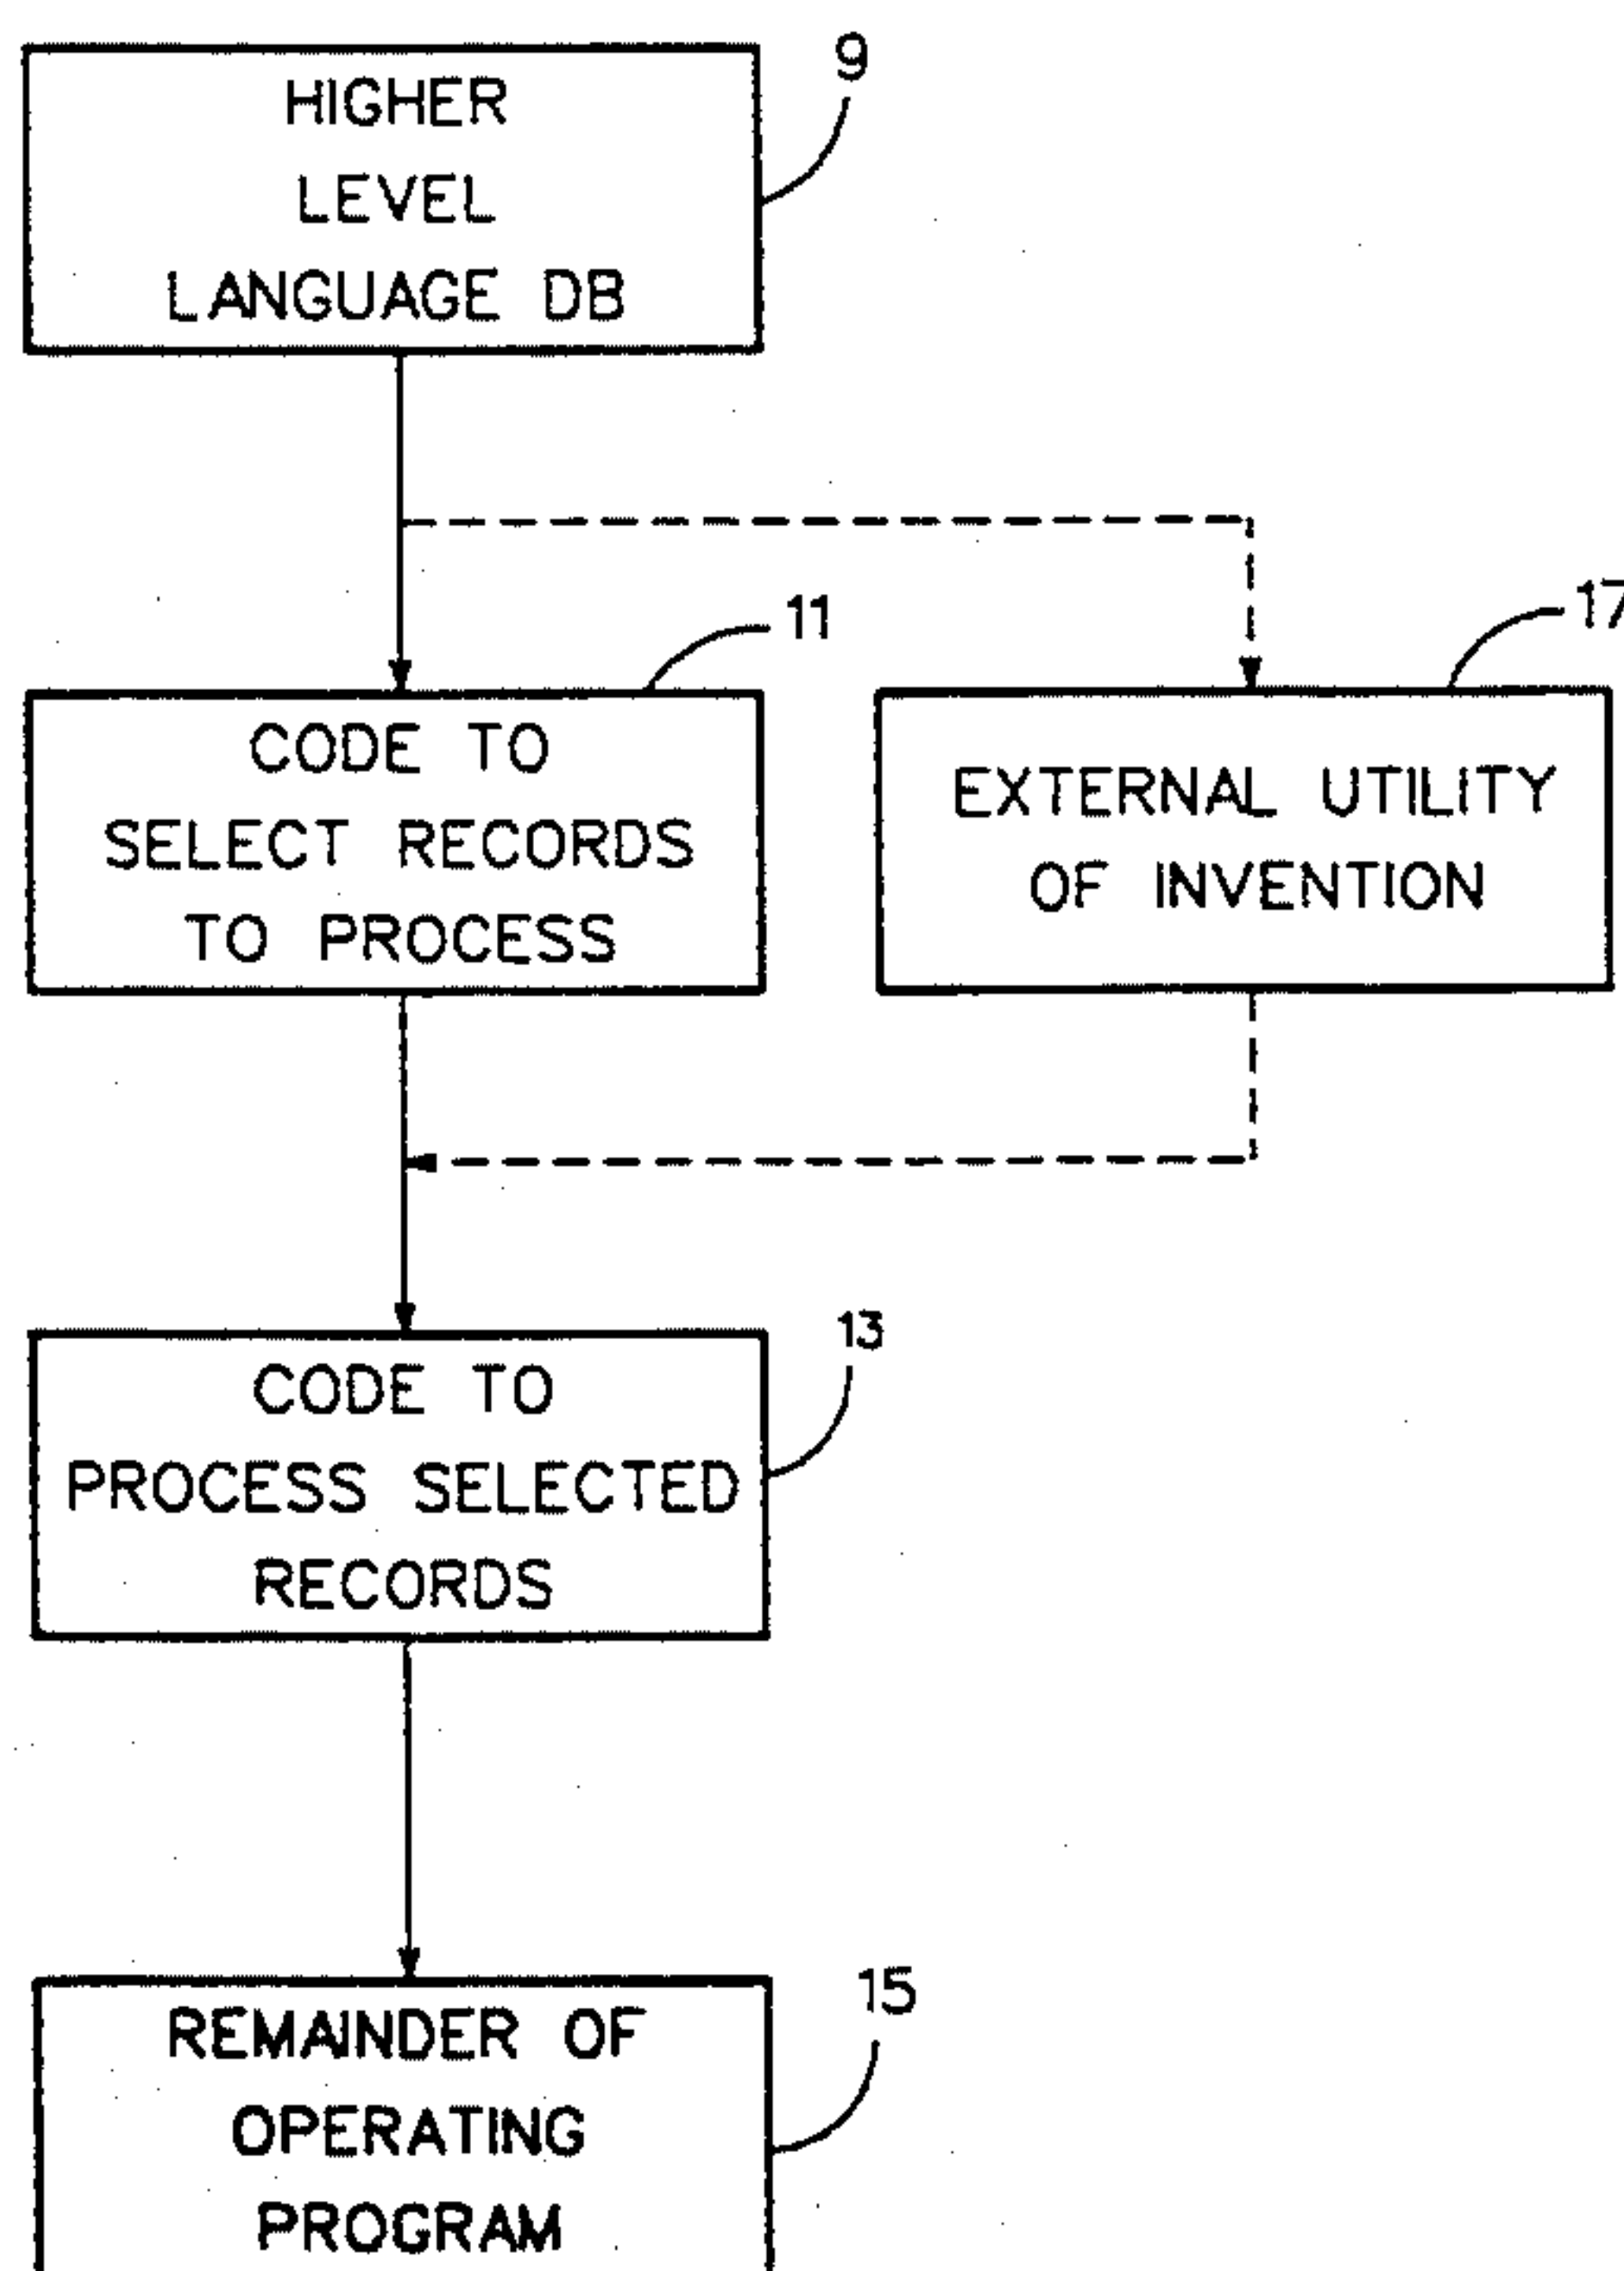 HIGHER
LEVEL
LANGUAGE DB
9
11
17
CODE TO
SELECT RECORDS
TO PROCESS
EXTERNAL UTILITY
OF INVENTION
13
CODE TO
PROCESS SELECTED
RECORDS
15
REMAINDER OF
OPERATING
PROGRAM